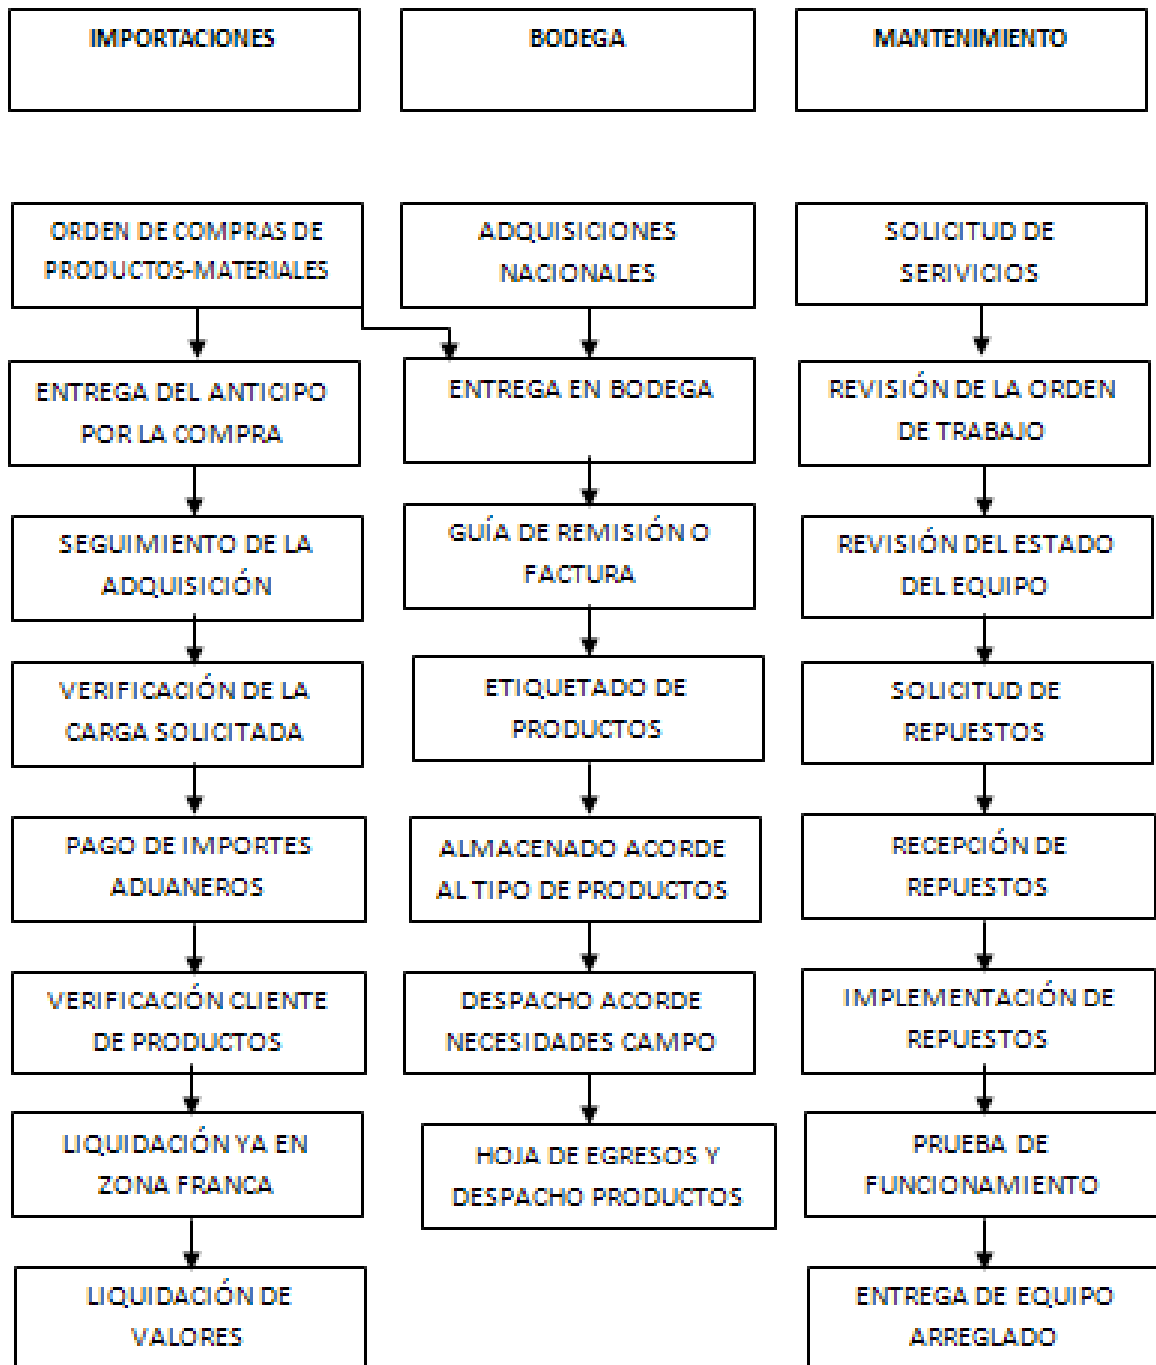 IMPORTACIONES
BODEGA
MANTENIMIENTO
ORDEN DE COMPRAS DE
PRODUCTOS-MATERIALES
ADQUISICIONES
NACIONALES
SOLICITUD DE
SERIVICIOS
ENTREGA DEL ANTICIPO
POR LA COMPRA
ENTREGA EN BODEGA
REVISIÓN DE LA ORDEN
DE TRABAJO
SEGUIMIENTO DE LA
ADQUISICIÓN
GUÍA DE REMISIÓN O
FACTURA
REVISIÓN DEL ESTADO
DEL EQUIPO
VERIFICACIÓN DE LA
CARGA SOLICITADA
ETIQUETADO DE
PRODUCTOS
SOLICITUD DE
REPUESTOS
PAGO DE IMPORTES
ADUANEROS
ALMACENADO ACORDE
AL TIPO DE PRODUCTOS
RECEPCIÓN DE
REPUESTOS
VERIFICACIÓN CLIENTE
DE PRODUCTOS
DESPACHO ACORDE
NECESIDADES CAMPO
IMPLEMENTACIÓN DE
REPUESTOS
LIQUIDACIÓN YA EN
ZONA FRANCA
HOJA DE EGRESOS Y
DESPACHO PRODUCTOS
PRUEBA DE
FUNCIONAMIENTO
LIQUIDACIÓN DE
VALORES
ENTREGA DE EQUIPO
ARREGLADO